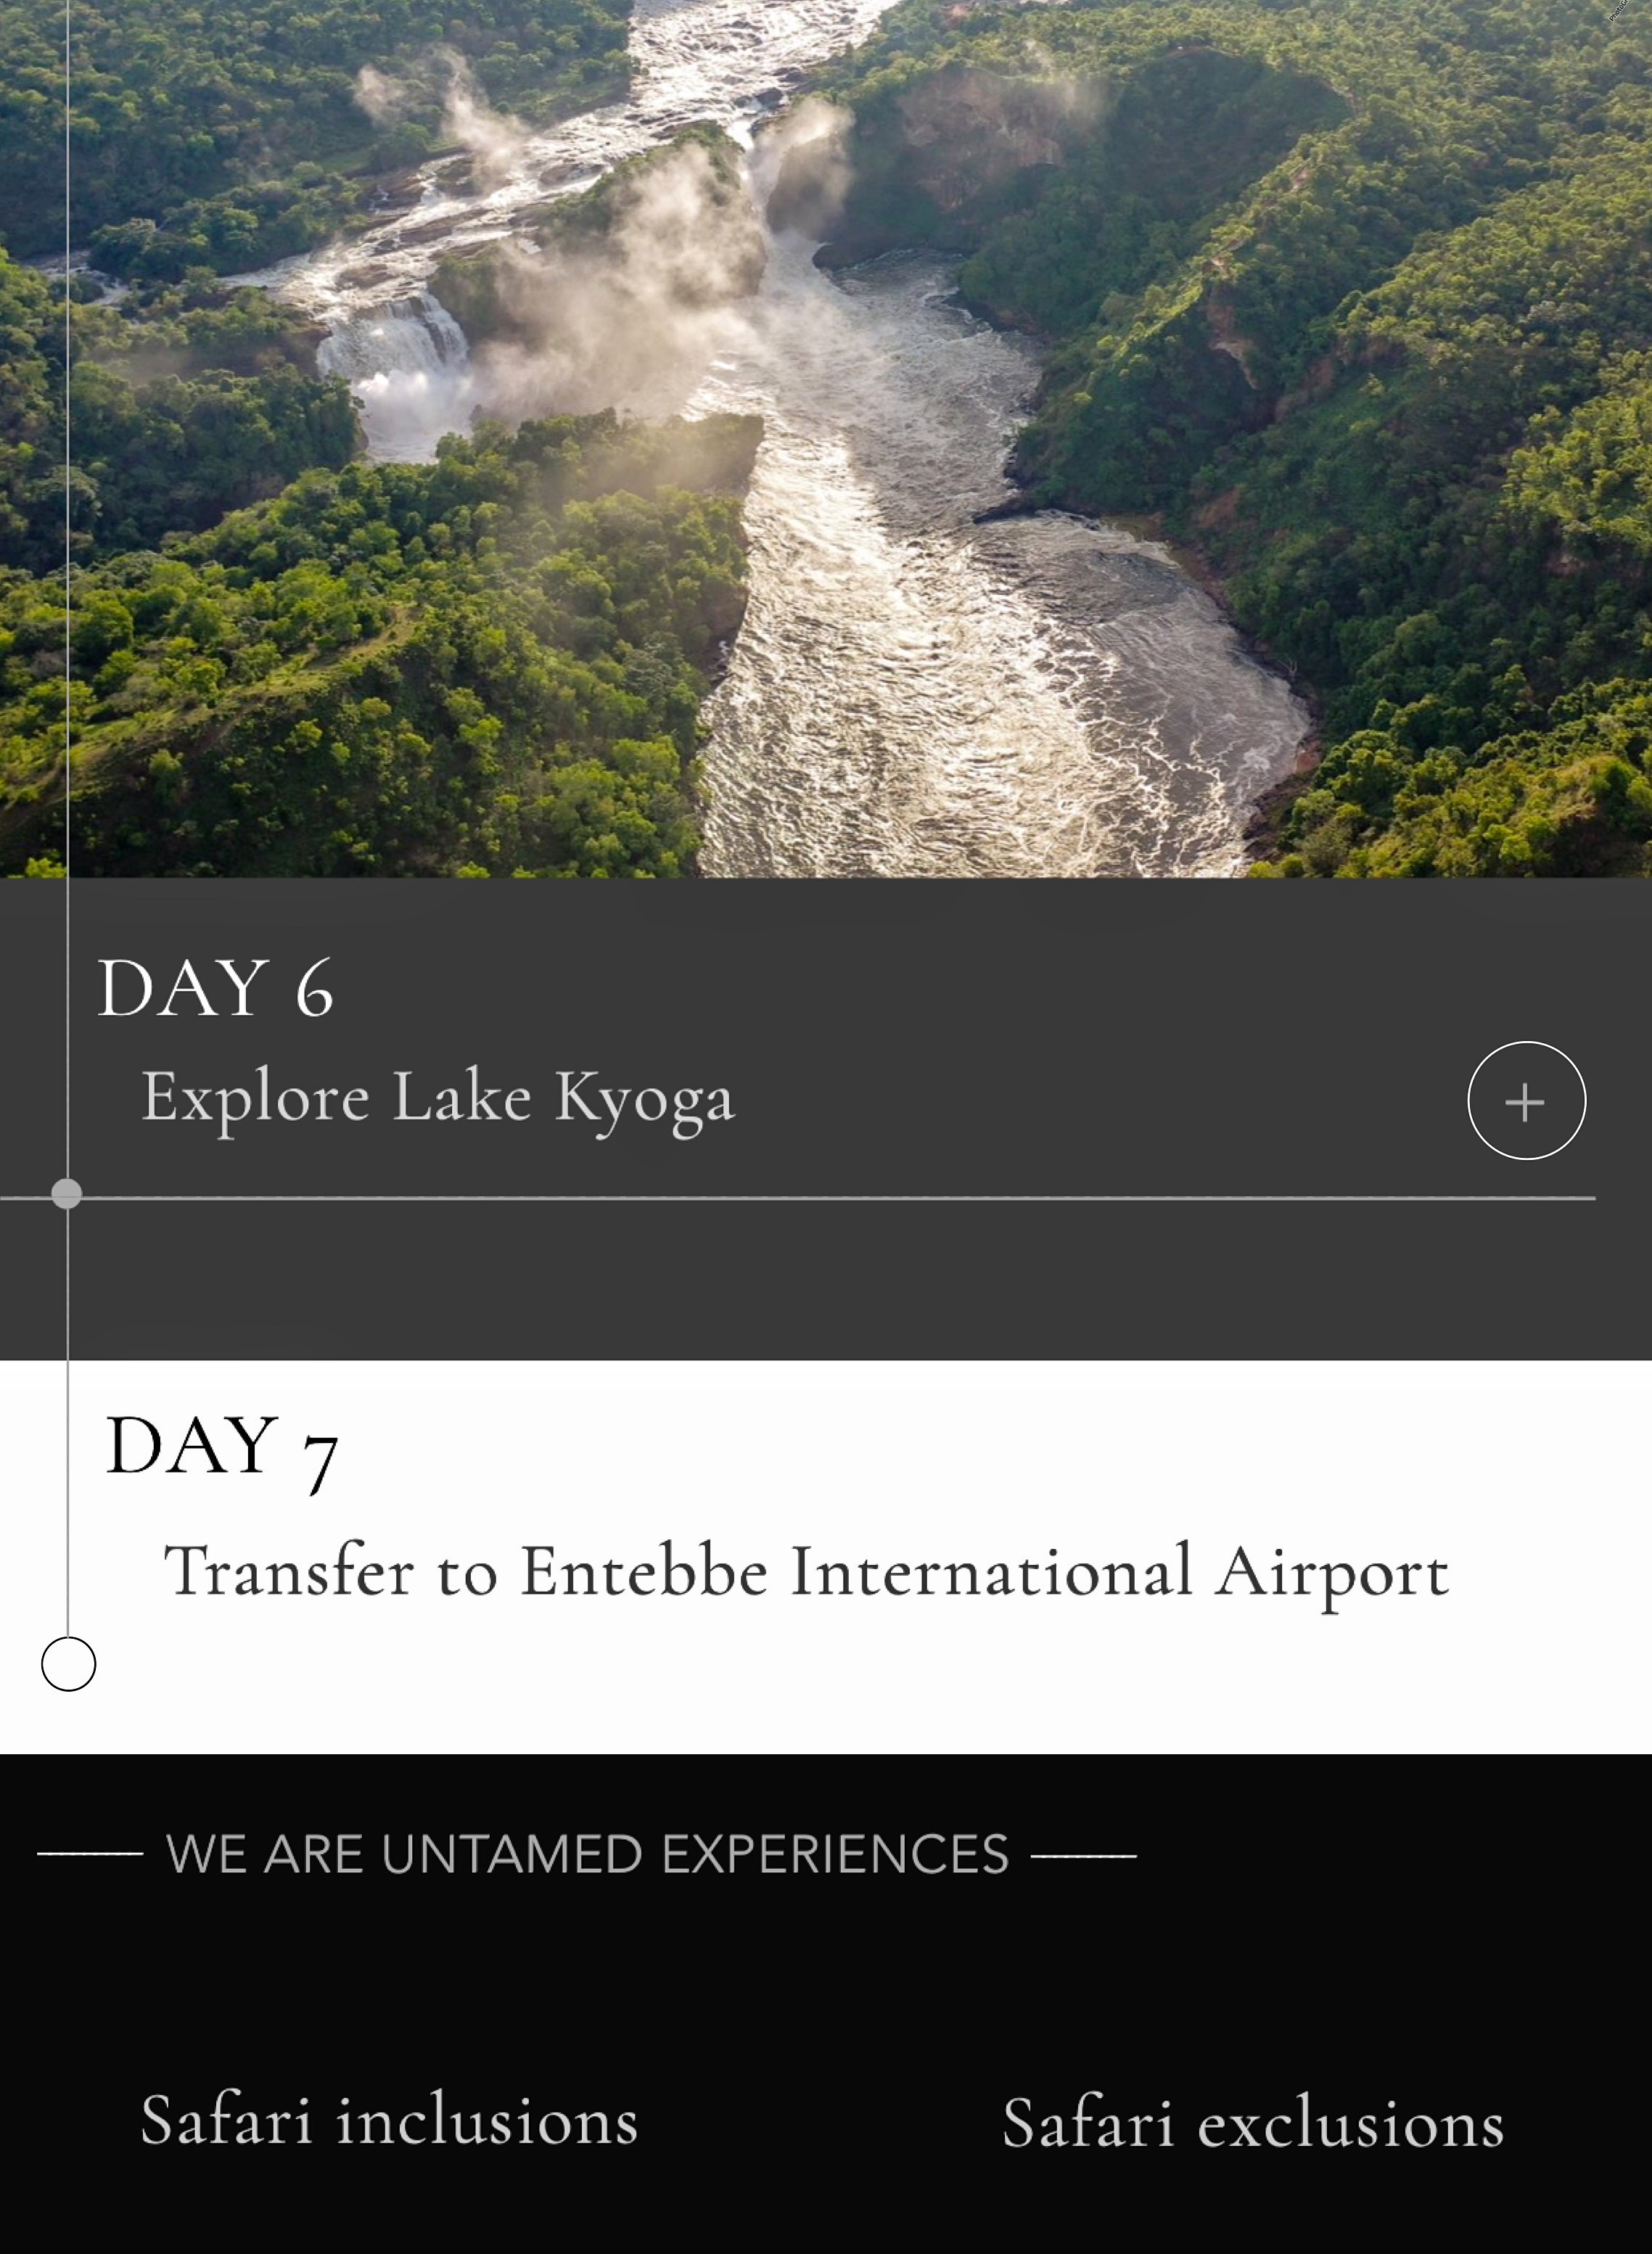 DAY 6
Explore Lake Kyoga
DAY 7
Transfer to Entebbe International Airport
WE ARE UNTAMED EXPERIENCES
Safari inclusions
Safari exclusions